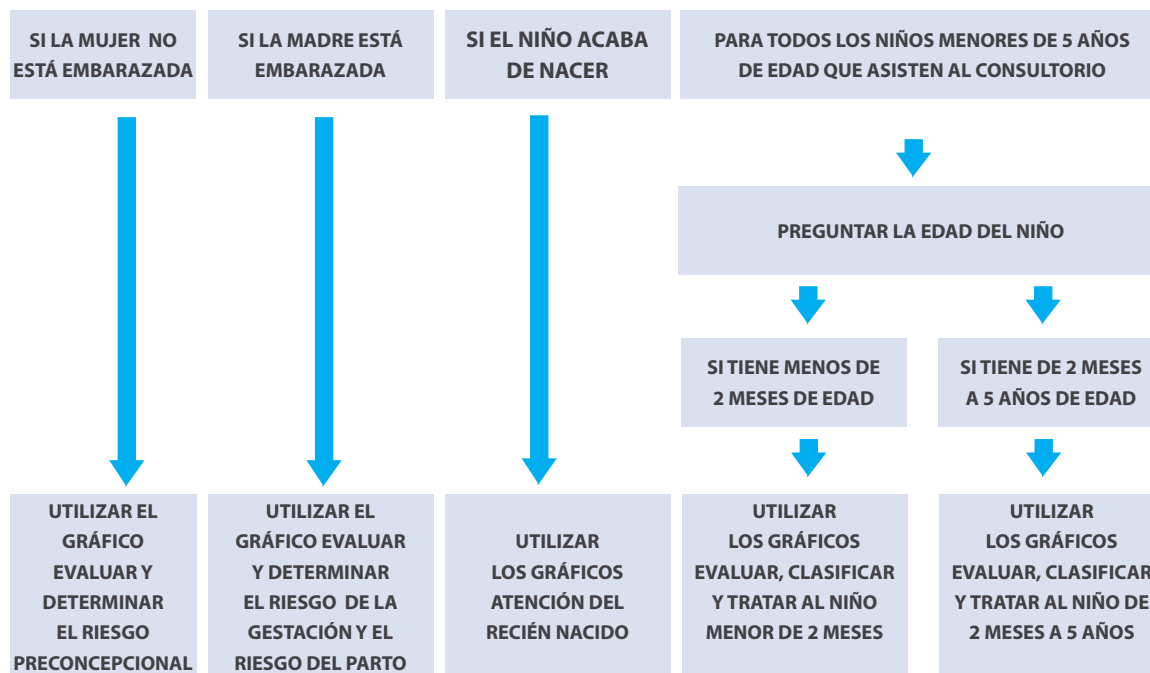 SI LA MUJER NO
ESTÁ EMBARAZADA
SI LA MADRE ESTÁ
EMBARAZADA
SI EL NIÑO ACABA
DE NACER
PARA TODOS LOS NIÑOS MENORES DE 5 AÑOS
DE EDAD QUE ASISTEN AL CONSULTORIO
PREGUNTAR LA EDAD DEL NIÑO
SI TIENE MENOS DE
2 MESES DE EDAD
SI TIENE DE 2 MESES
A 5 AÑOS DE EDAD
UTILIZAR EL
GRÁFICO
EVALUAR Y
DETERMINAR
EL RIESGO
PRECONCEPCIONAL
UTILIZAR EL
GRÁFICO EVALUAR
Y DETERMINAR
EL RIESGO DE LA
GESTACIÓN Y EL
RIESGO DEL PARTO
UTILIZAR
LOS GRÁFICOS
ATENCIÓN DEL
RECIÉN NACIDO
UTILIZAR
LOS GRÁFICOS
EVALUAR, CLASIFICAR
Y TRATAR AL NIÑO
MENOR DE 2 MESES
UTILIZAR
LOS GRÁFICOS
EVALUAR, CLASIFICAR
Y TRATAR AL NIÑO DE
2 MESES A 5 AÑOS